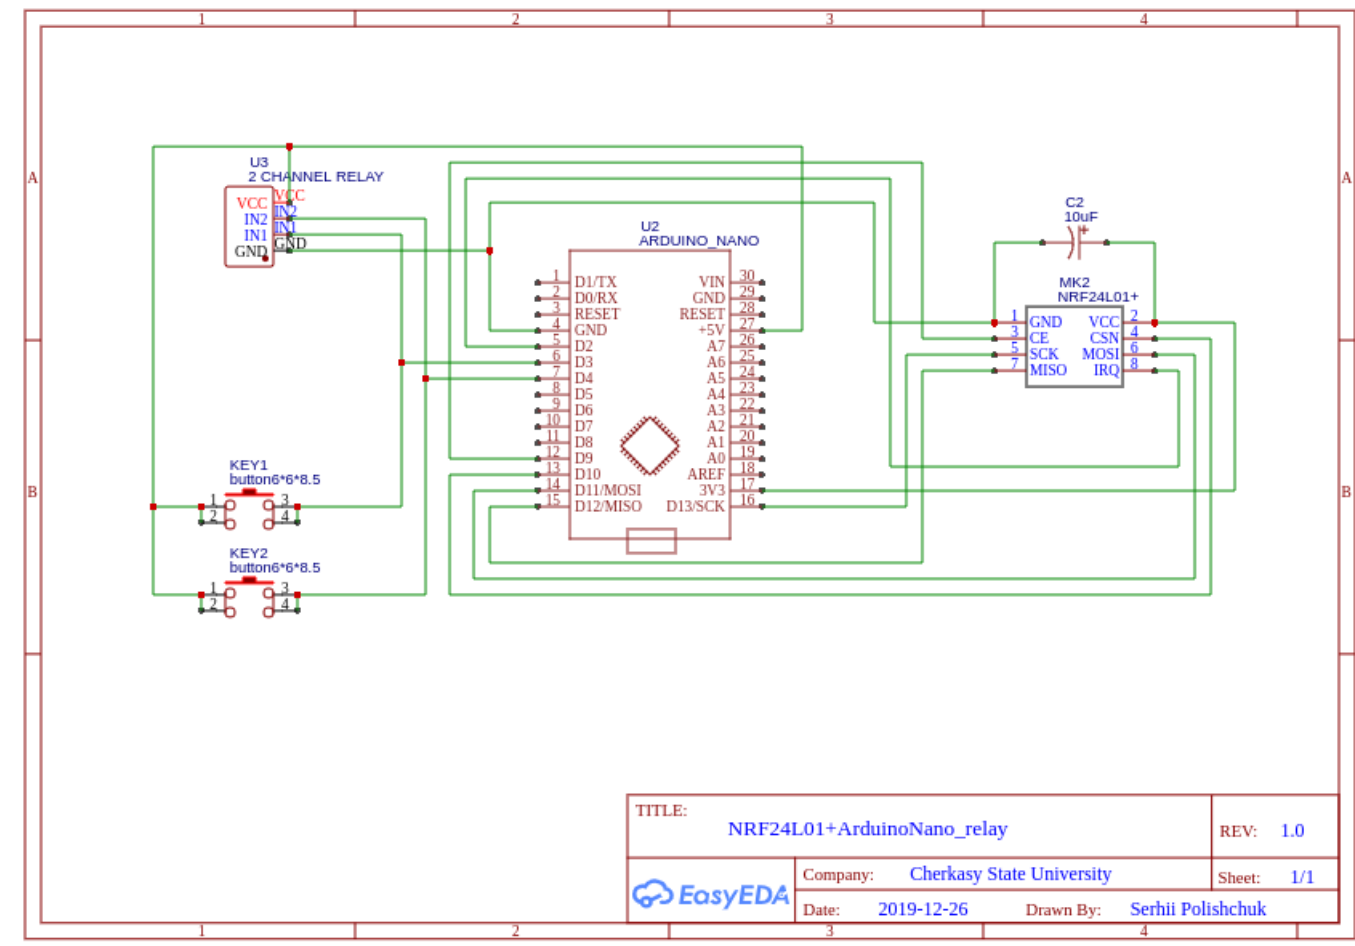 1 2 3 4
A A
B B
U3
2 CHANNEL RELAY
VCC VCC
IN2 IN2
IN1 IN1
GND GND
U2
ARDUINO_NANO
1 D1/TX VIN 30
2 D0/RX GND 29
3 RESET RESET 28
4 GND +5V 27
5 D2 A7 26
6 D3 A6 25
7 D4 A5 24
8 D5 A4 23
9 D6 A3 22
10 D7 A2 21
11 D8 A1 20
12 D9 A0 19
13 D10 AREF 18
14 D11/MOSI 3V3 17
15 D12/MISO D13/SCK 16
C2
10uF
+
MK2
NRF24L01+
1 GND VCC 2
3 CE CSN 4
5 SCK MOSI 6
7 MISO IRQ 8
KEY1
button6*6*8.5
1 3
2 4
KEY2
button6*6*8.5
1 3
2 4
TITLE:
NRF24L01+ArduinoNano_relay
REV: 1.0
EasyEDA
Company: Cherkasy State University
Sheet: 1/1
Date: 2019-12-26 Drawn By: Serhii Polishchuk
1 2 3 4